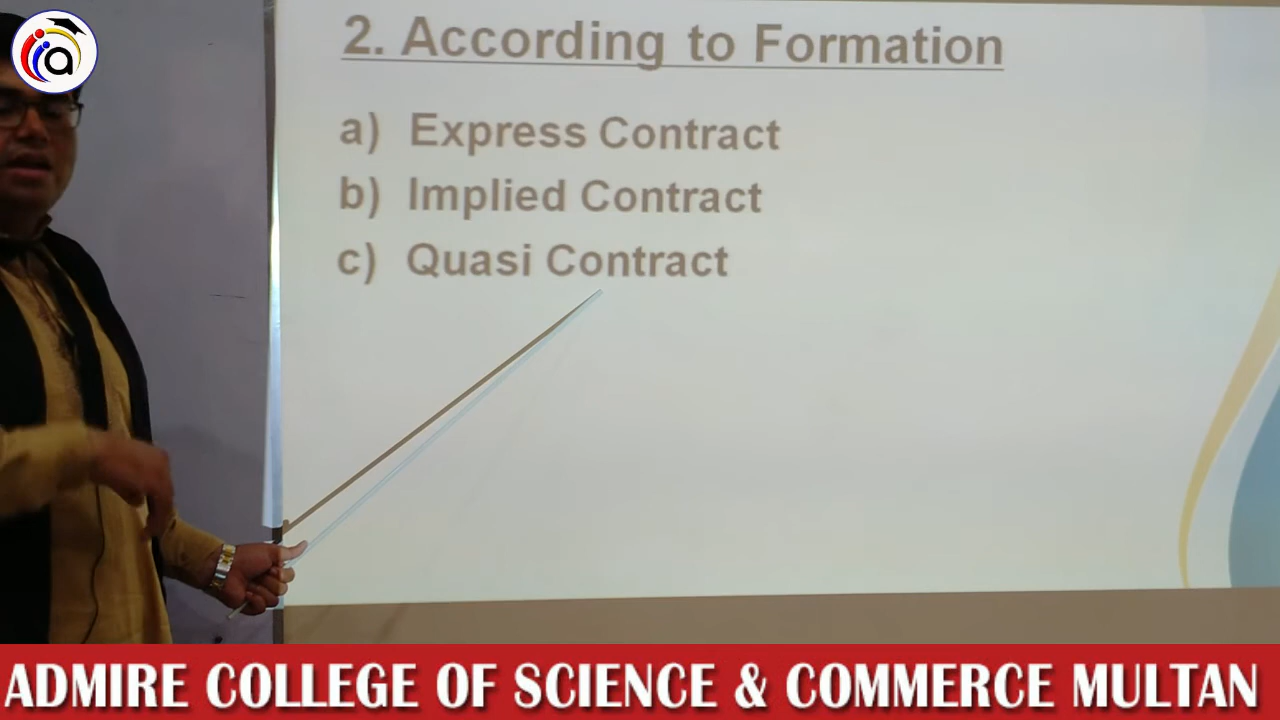 a
2. According to Formation
a) Express Contract
b) Implied Contract
c) Quasi Contract
ADMIRE COLLEGE OF SCIENCE & COMMERCE MULTAN